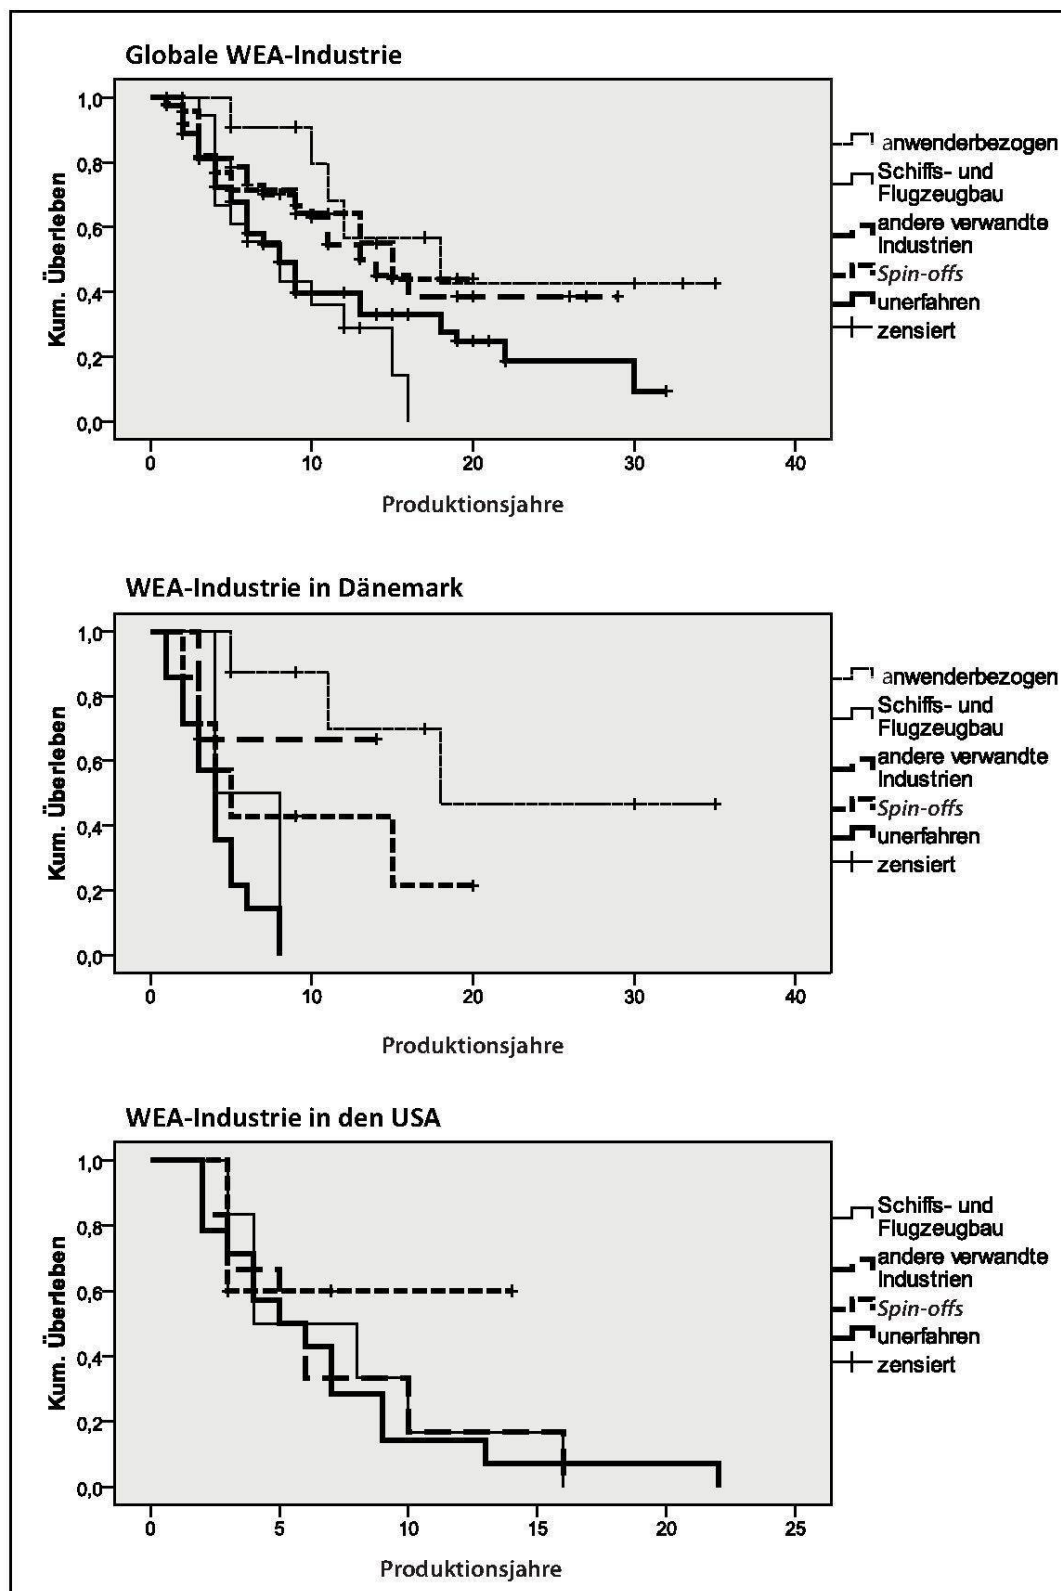 Globale WEA-Industrie
Kum. Überleben
1,0
0,8
0,6
0,4
0,2
0,0
0
10
20
30
40
Produktionsjahre
anwenderbezogen
Schiffs- und
Flugzeugbau
andere verwandte
Industrien
Spin-offs
unerfahren
zensiert
WEA-Industrie in Dänemark
Kum. Überleben
1,0
0,8
0,6
0,4
0,2
0,0
0
10
20
30
40
Produktionsjahre
anwenderbezogen
Schiffs- und
Flugzeugbau
andere verwandte
Industrien
Spin-offs
unerfahren
zensiert
WEA-Industrie in den USA
Kum. Überleben
1,0
0,8
0,6
0,4
0,2
0,0
0
5
10
15
20
25
Produktionsjahre
Schiffs- und
Flugzeugbau
andere verwandte
Industrien
Spin-offs
unerfahren
zensiert